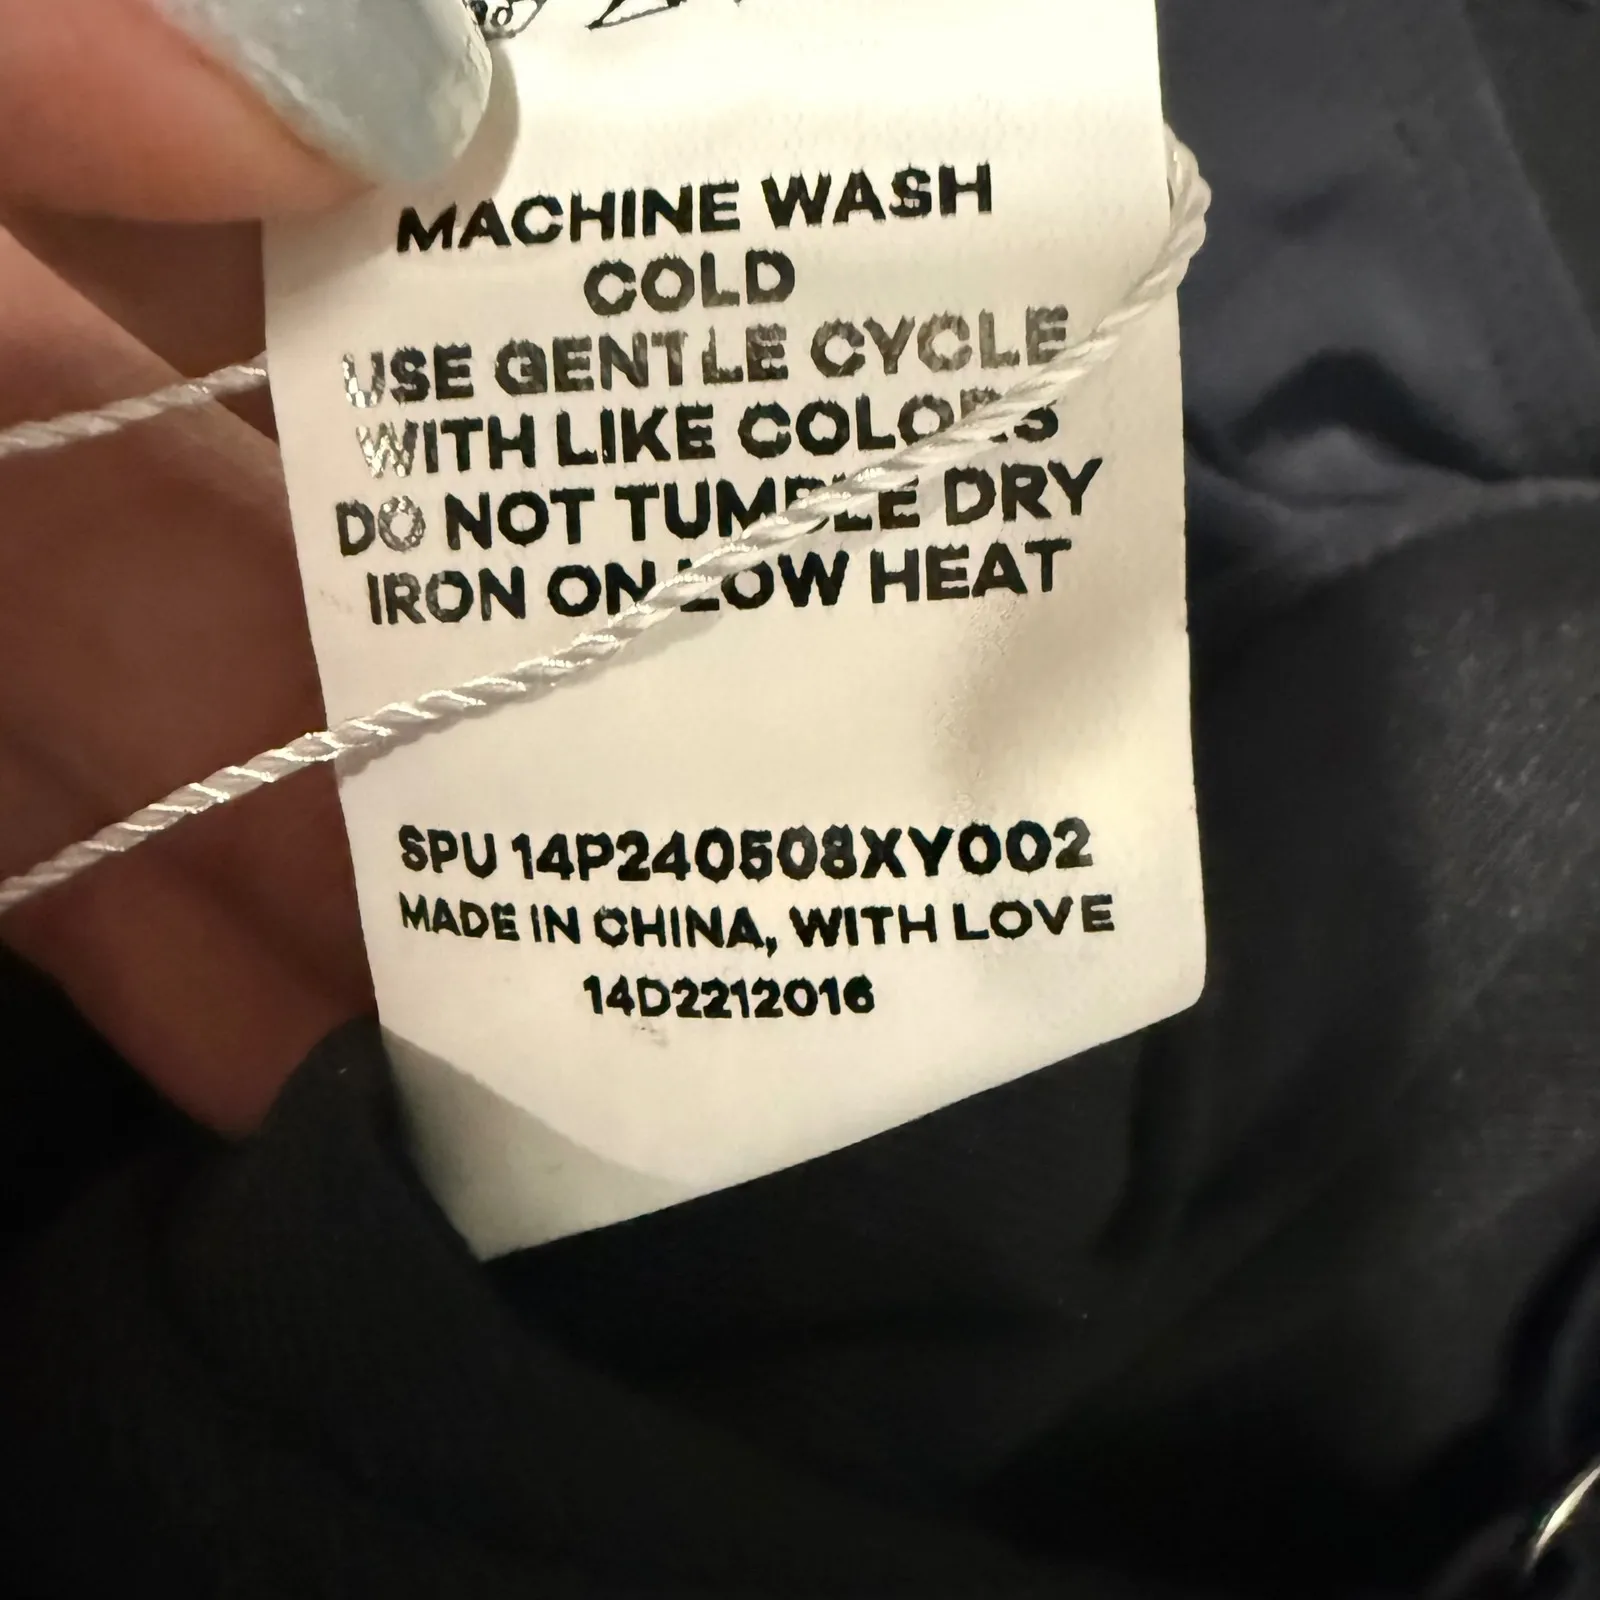 MACHINE WASH
COLD
USE GENTLE CYCLE
WITH LIKE COLORS
DO NOT TUMBLE DRY
IRON ON LOW HEAT
SPU 14P240508XY002
MADE IN CHINA, WITH LOVE
14D2212016